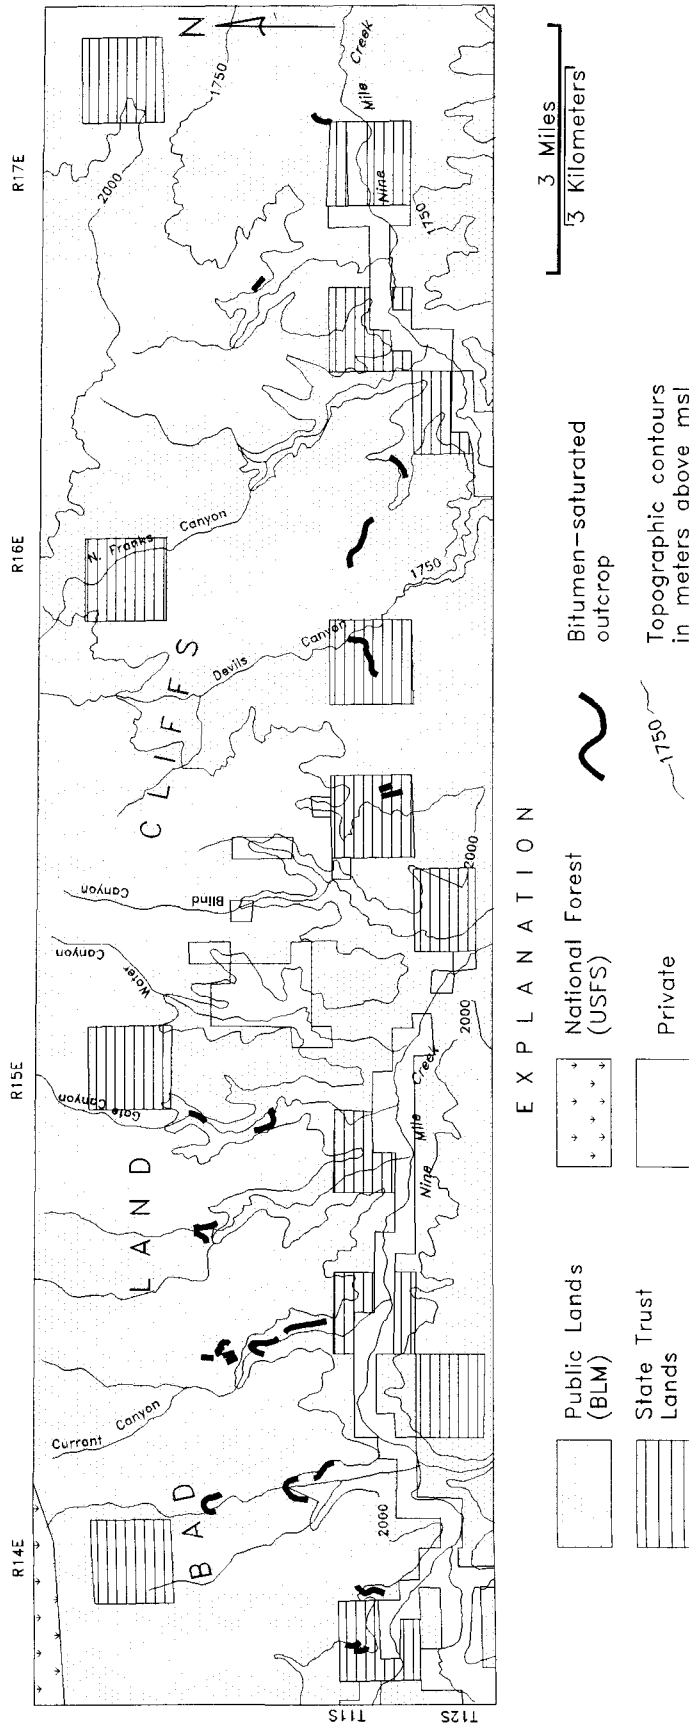 R14E
R15E
R16E
R17E
N
2000
1750
BAD
LAND
CLIFFS
Currant Canyon
Gate Canyon
Water Canyon
Blind Canyon
Devils Canyon
N. Franks Canyon
2000
Nine Mile Creek
2000
2000
1750
1750
Nine Mile Creek
T11S
T12S
EXPLANATION
Public Lands
(BLM)
State Trust
Lands
National Forest
(USFS)
Private
Bitumen-saturated
outcrop
1750
Topographic contours
in meters above msl
3 Miles
3 Kilometers